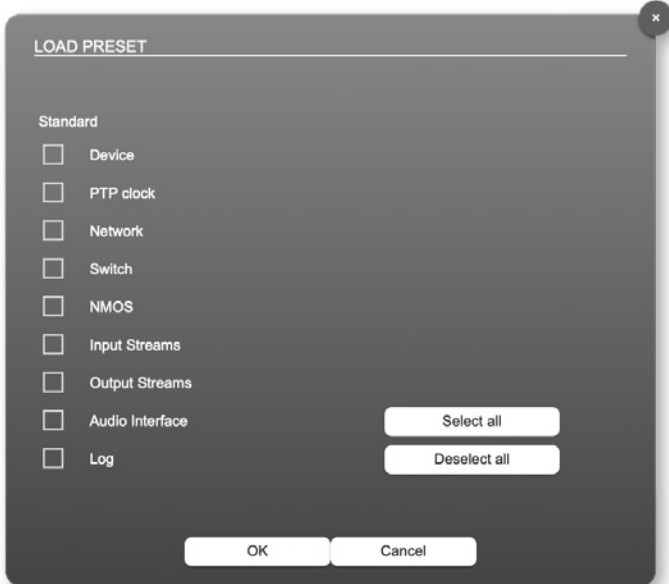 ×
LOAD PRESET
Standard
Device
PTP clock
Network
Switch
NMOS
Input Streams
Output Streams
Audio Interface
Select all
Log
Deselect all
OK
Cancel